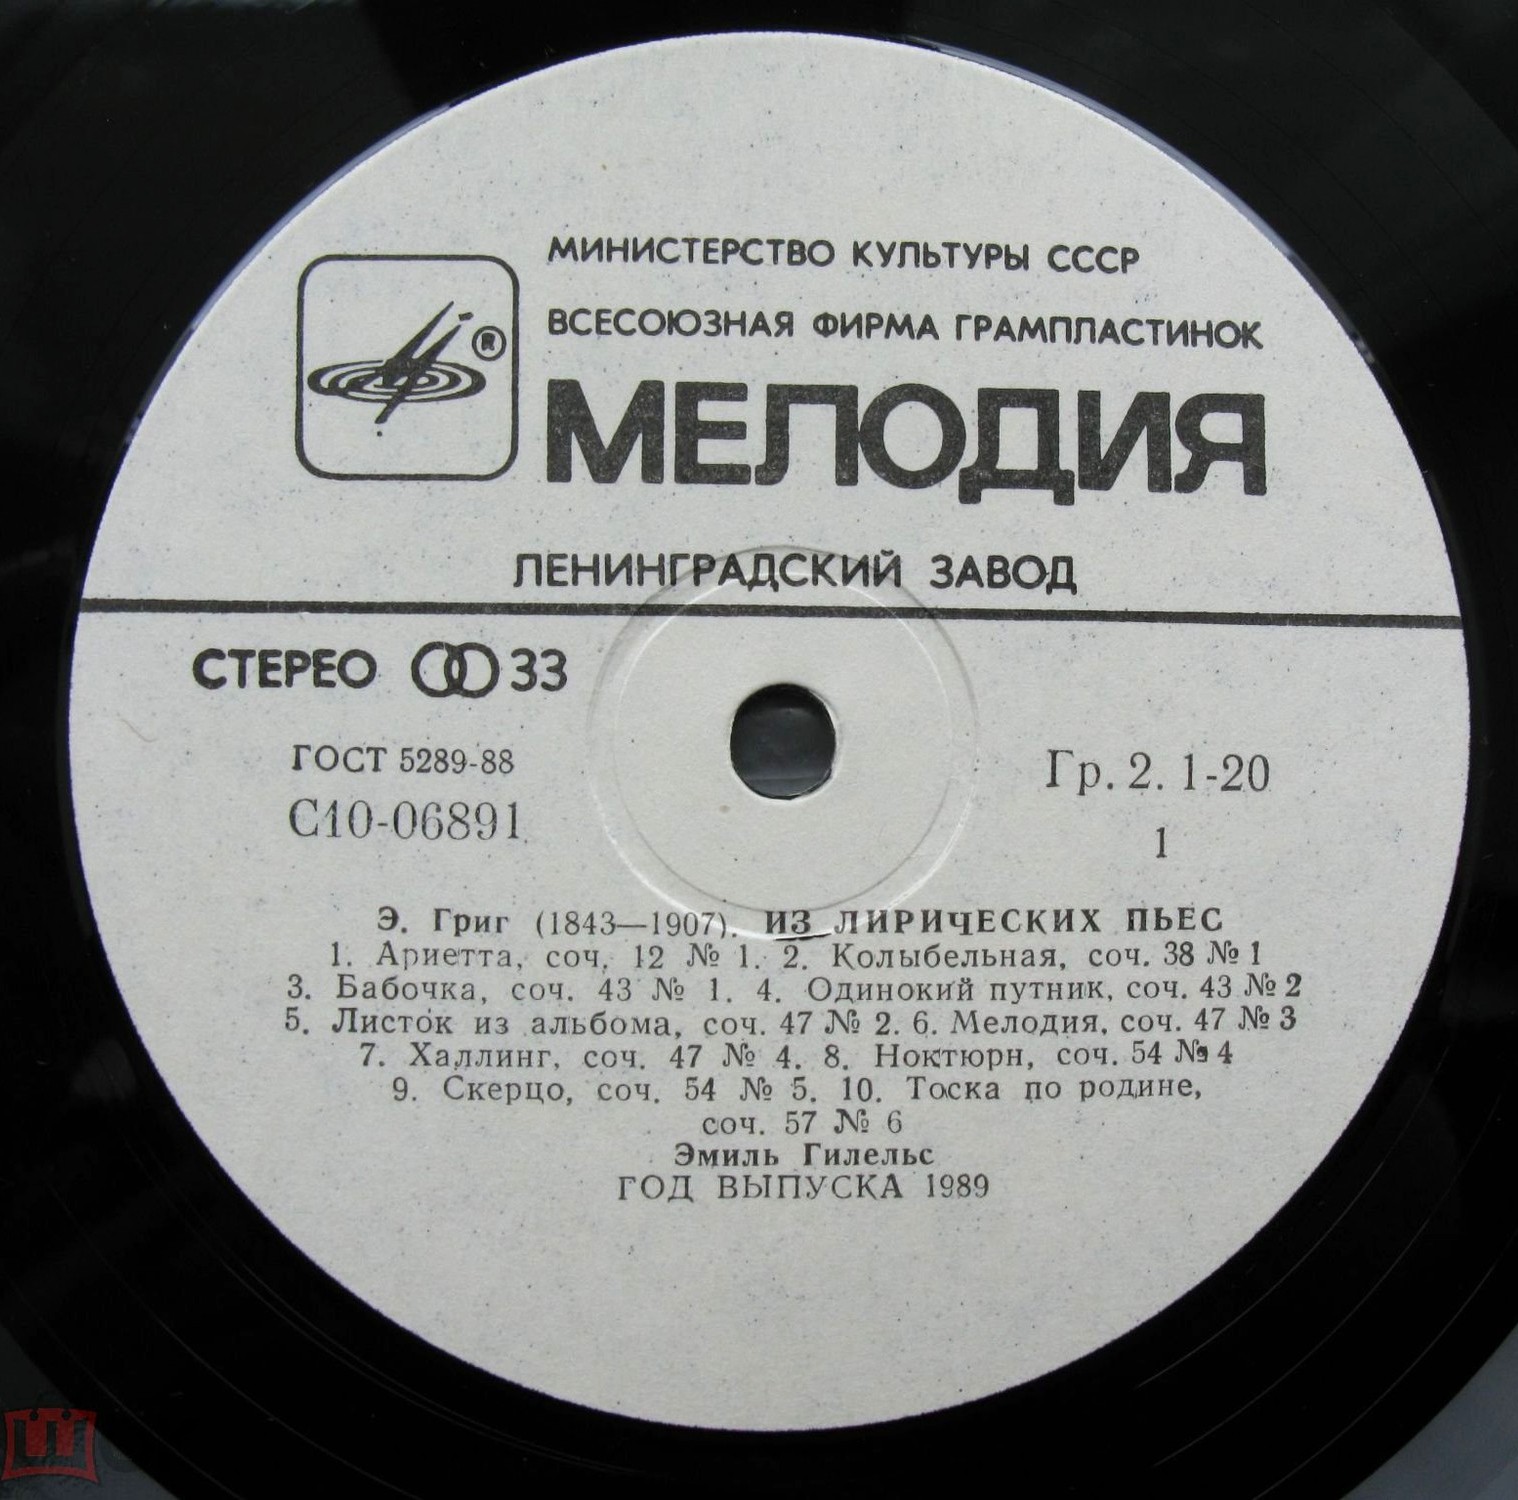 МИНИСТЕРСТВО КУЛЬТУРЫ СССР
ВСЕСОЮЗНАЯ ФИРМА ГРАМПЛАСТИНОК
®
МЕЛОДИЯ
ЛЕНИНГРАДСКИЙ ЗАВОД
СТЕРЕО 33
ГОСТ 5289-88
С10-06891
Гр. 2. 1-20
1
Э. Григ (1843—1907). ИЗ ЛИРИЧЕСКИХ ПЬЕС
1. Ариетта, соч. 12 № 1. 2. Колыбельная, соч. 38 № 1
3. Бабочка, соч. 43 № 1. 4. Одинокий путник, соч. 43 № 2
5. Листок из альбома, соч. 47 № 2. 6. Мелодия, соч. 47 № 3
7. Халлинг, соч. 47 № 4. 8. Ноктюрн, соч. 54 № 4
9. Скерцо, соч. 54 № 5. 10. Тоска по родине,
соч. 57 № 6
Эмиль Гилельс
ГОД ВЫПУСКА 1989